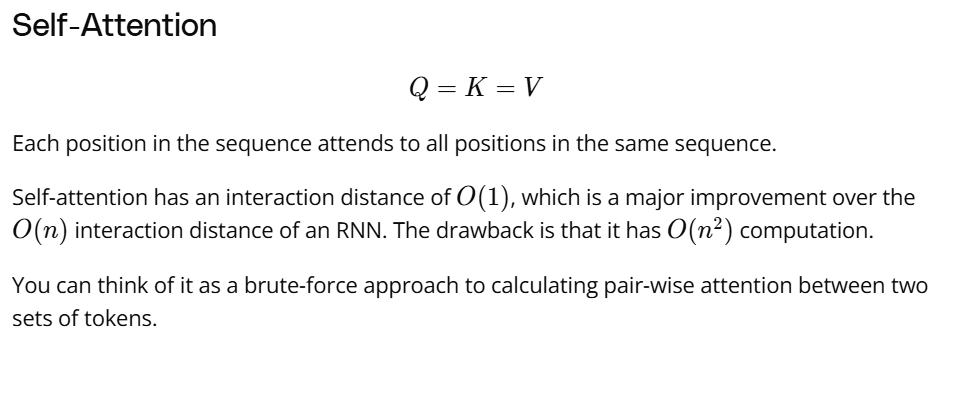 Self-Attention
Q = K = V
Each position in the sequence attends to all positions in the same sequence.
Self-attention has an interaction distance of O(1), which is a major improvement over the
O(n) interaction distance of an RNN. The drawback is that it has O(n²) computation.
You can think of it as a brute-force approach to calculating pair-wise attention between two
sets of tokens.